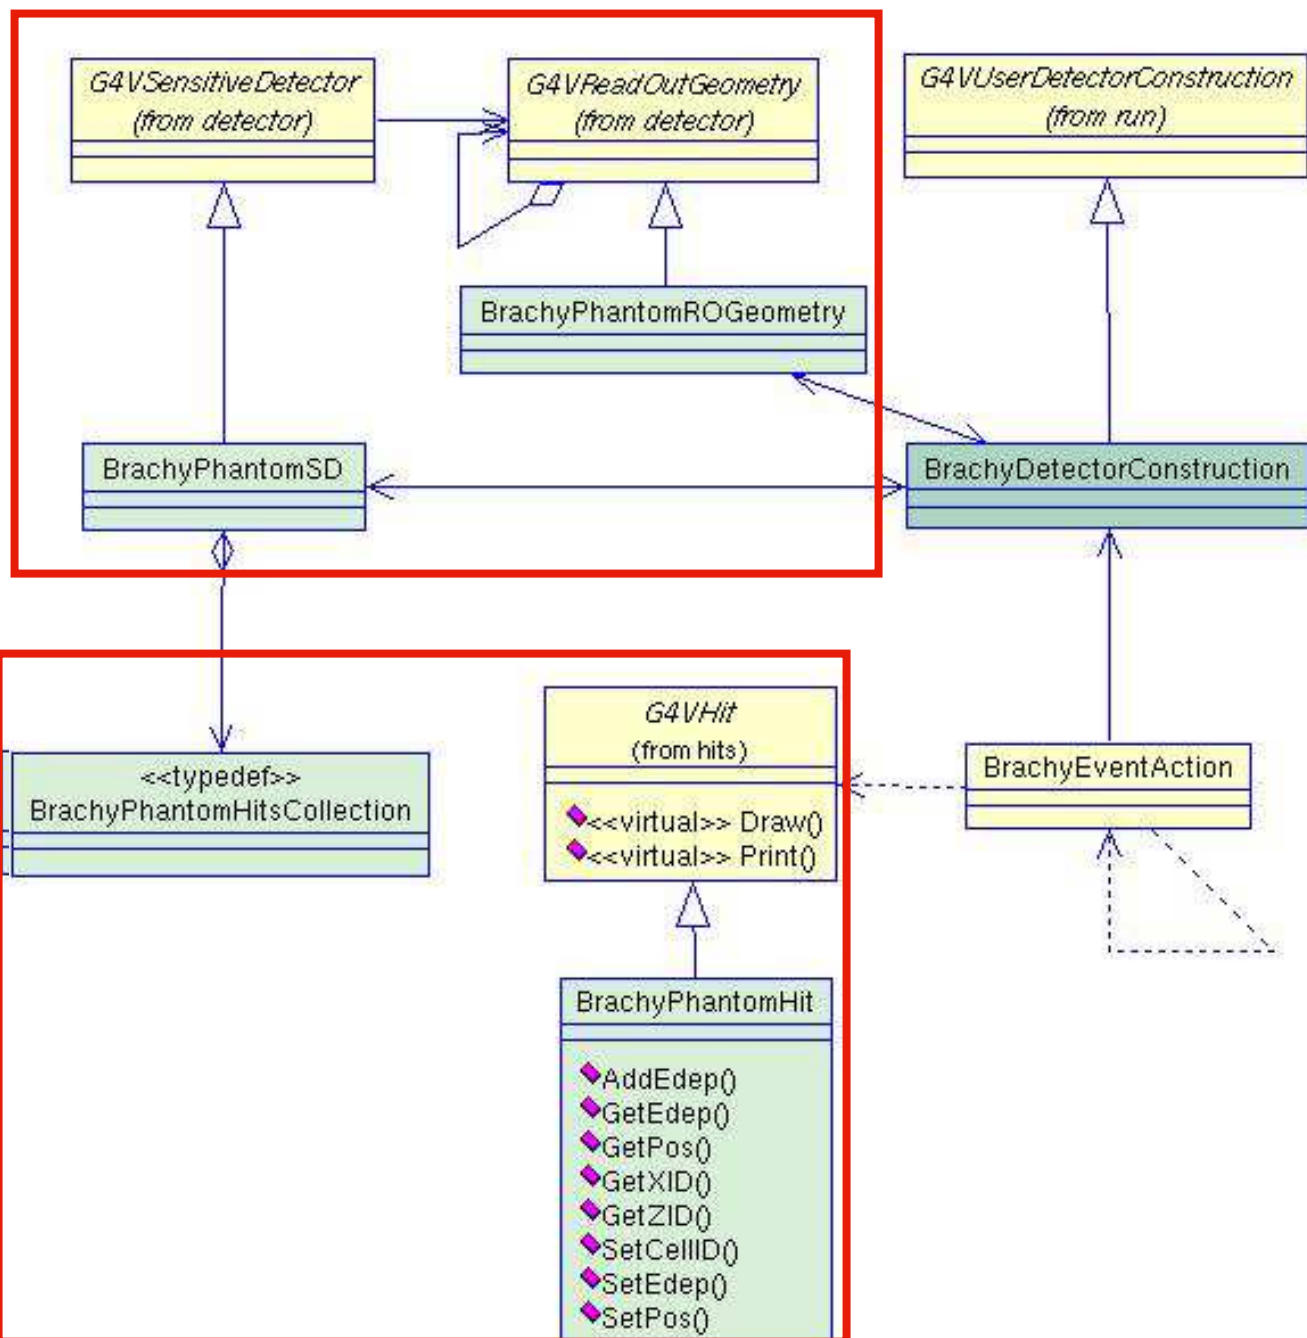 G4VSensitiveDetector
(from detector)
G4VReadOutGeometry
(from detector)
G4VUserDetectorConstruction
(from run)
BrachyPhantomROGeometry
BrachyPhantomSD
BrachyDetectorConstruction
<<typedef>>
BrachyPhantomHitsCollection
G4VHit
(from hits)
<<virtual>> Draw()
<<virtual>> Print()
BrachyEventAction
BrachyPhantomHit
AddEdep()
GetEdep()
GetPos()
GetXID()
GetZID()
SetCellID()
SetEdep()
SetPos()